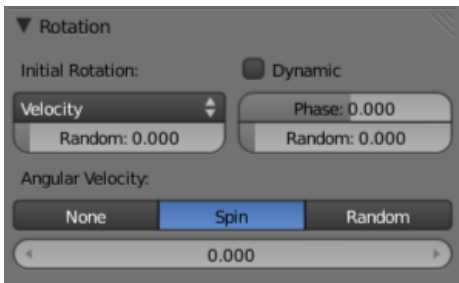 Rotation
Initial Rotation: Dynamic
Velocity Phase: 0.000
Random: 0.000 Random: 0.000
Angular Velocity:
None Spin Random
0.000